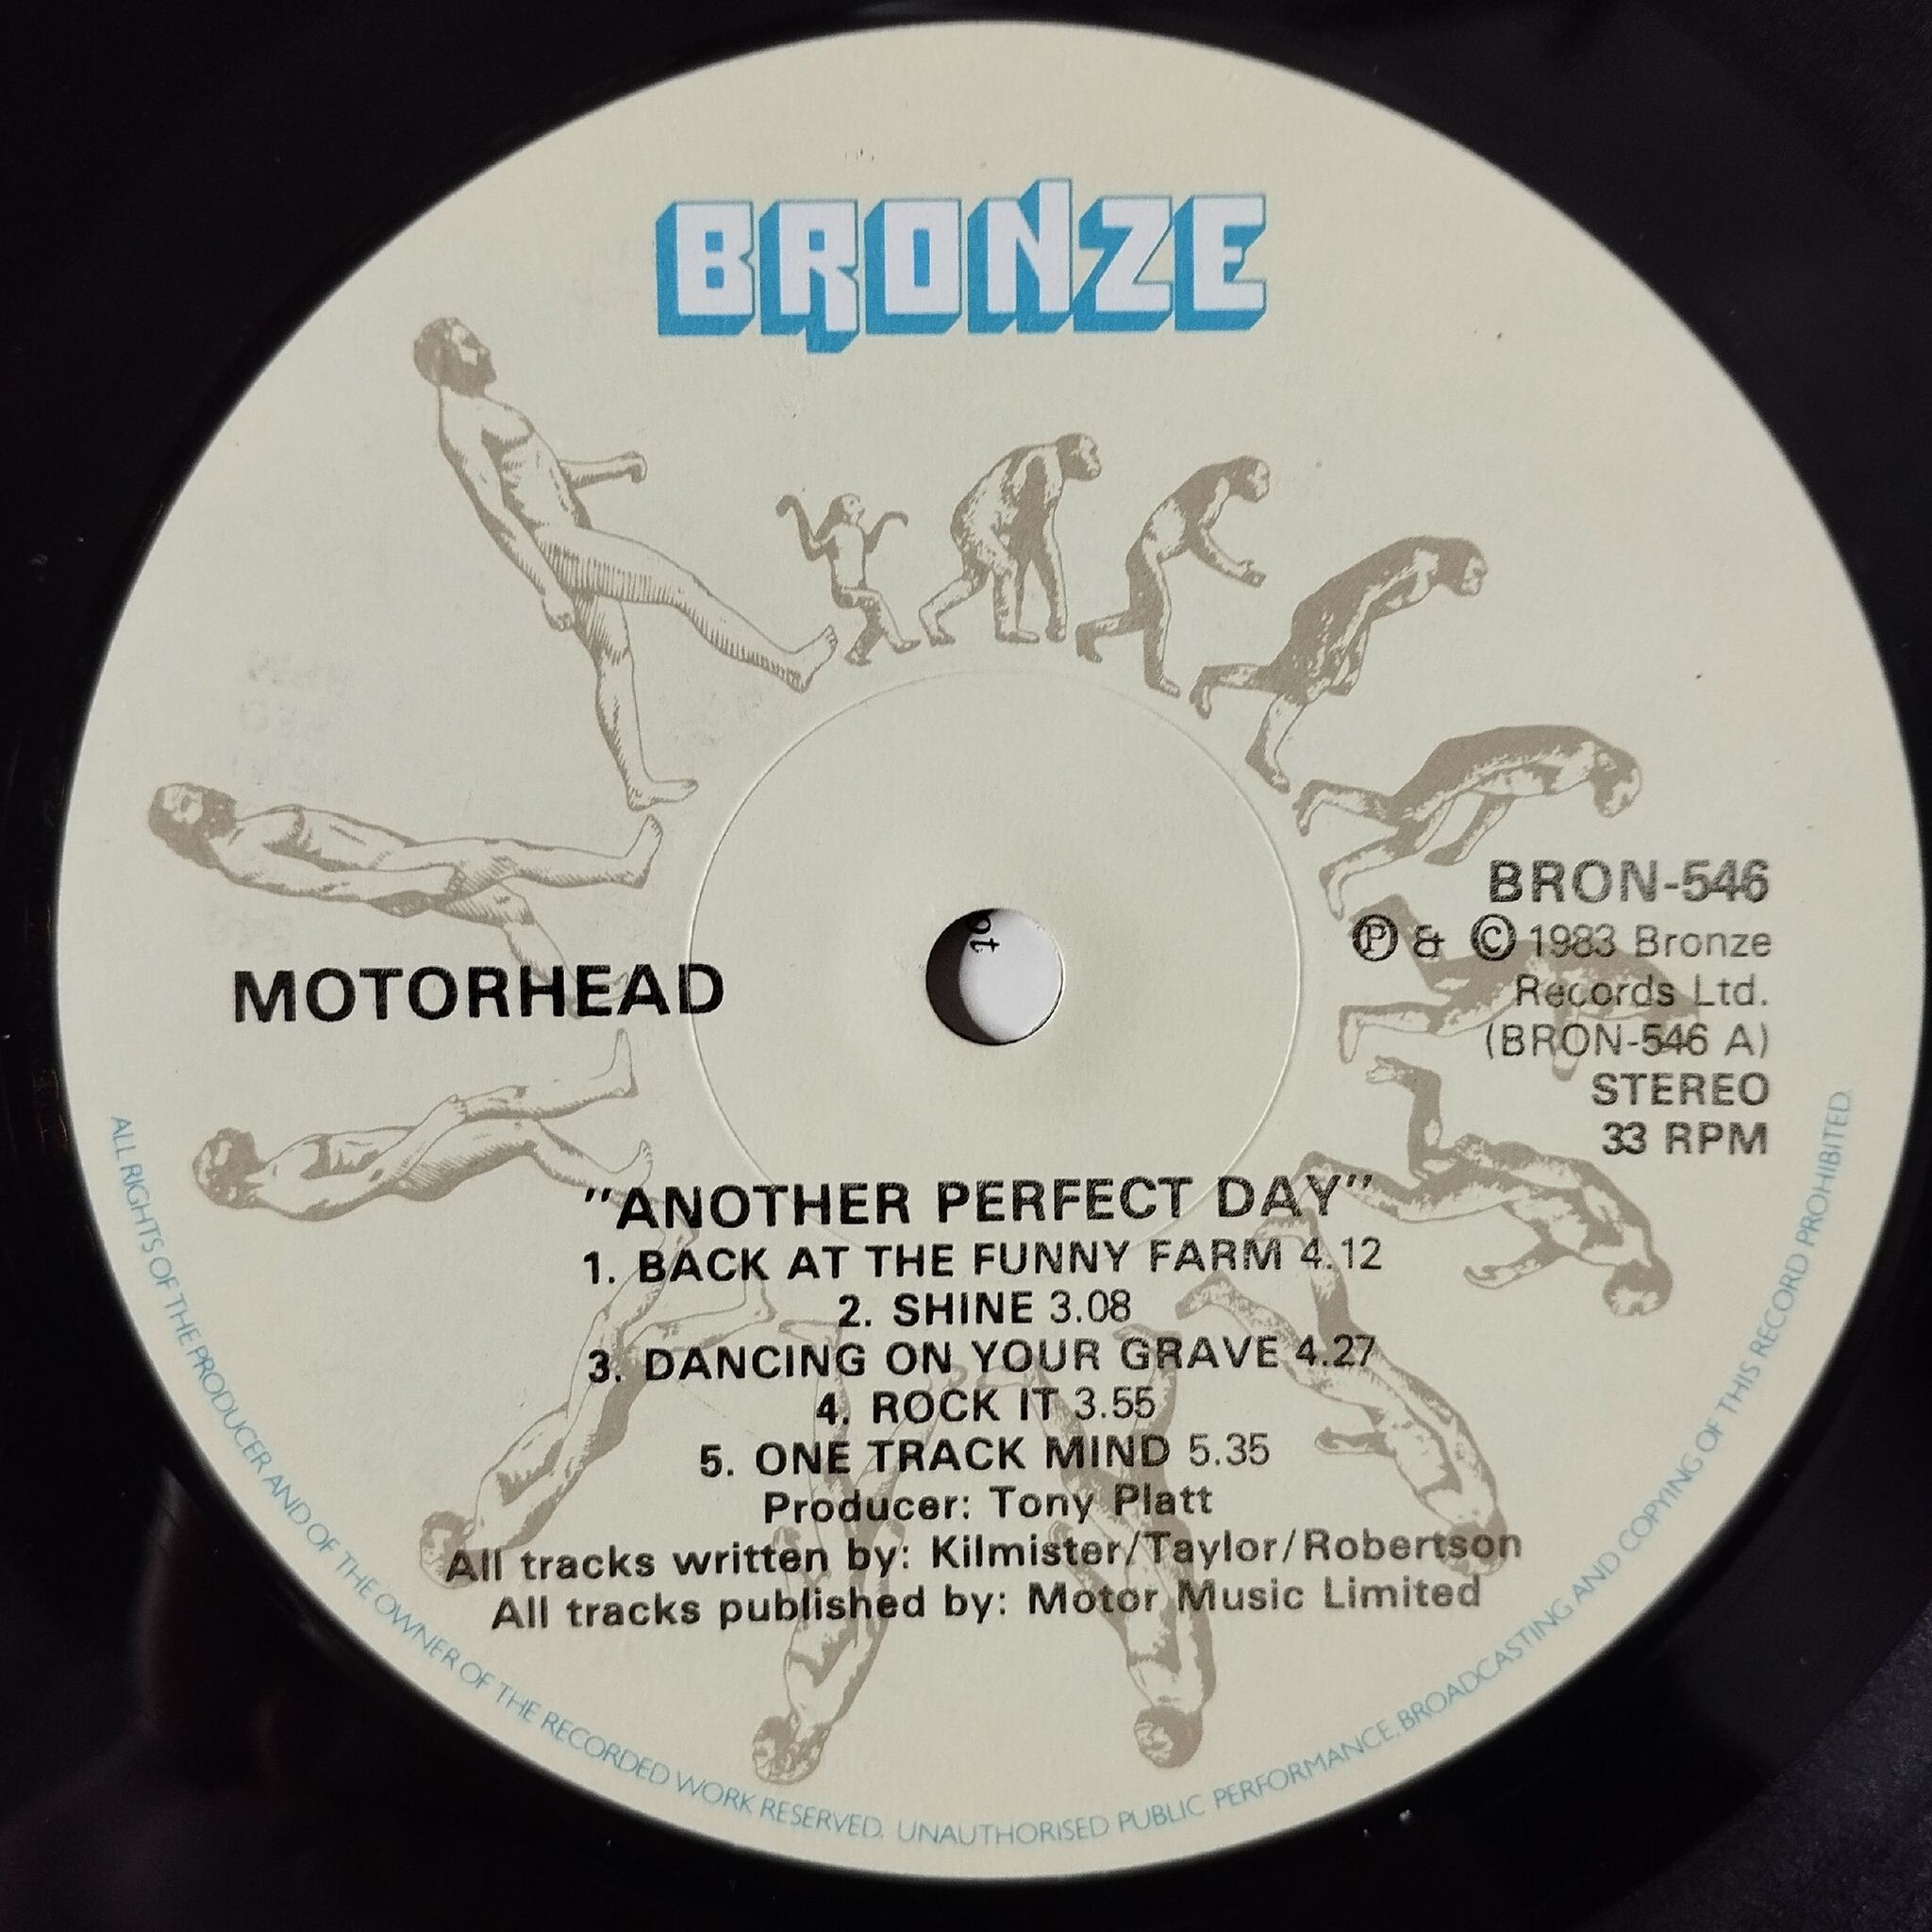 BRONZE
BRON-546
Ⓟ & © 1983 Bronze
Records Ltd.
(BRON-546 A)
STEREO
33 RPM
MOTORHEAD
"ANOTHER PERFECT DAY"
1. BACK AT THE FUNNY FARM 4.12
2. SHINE 3.08
3. DANCING ON YOUR GRAVE 4.27
4. ROCK IT 3.55
5. ONE TRACK MIND 5.35
Producer: Tony Platt
All tracks written by: Kilmister/Taylor/Robertson
All tracks published by: Motor Music Limited
ALL RIGHTS OF THE PRODUCER AND OF THE OWNER OF THE RECORDED WORK RESERVED. UNAUTHORISED PUBLIC PERFORMANCE. BROADCASTING AND COPYING OF THIS RECORD PROHIBITED.